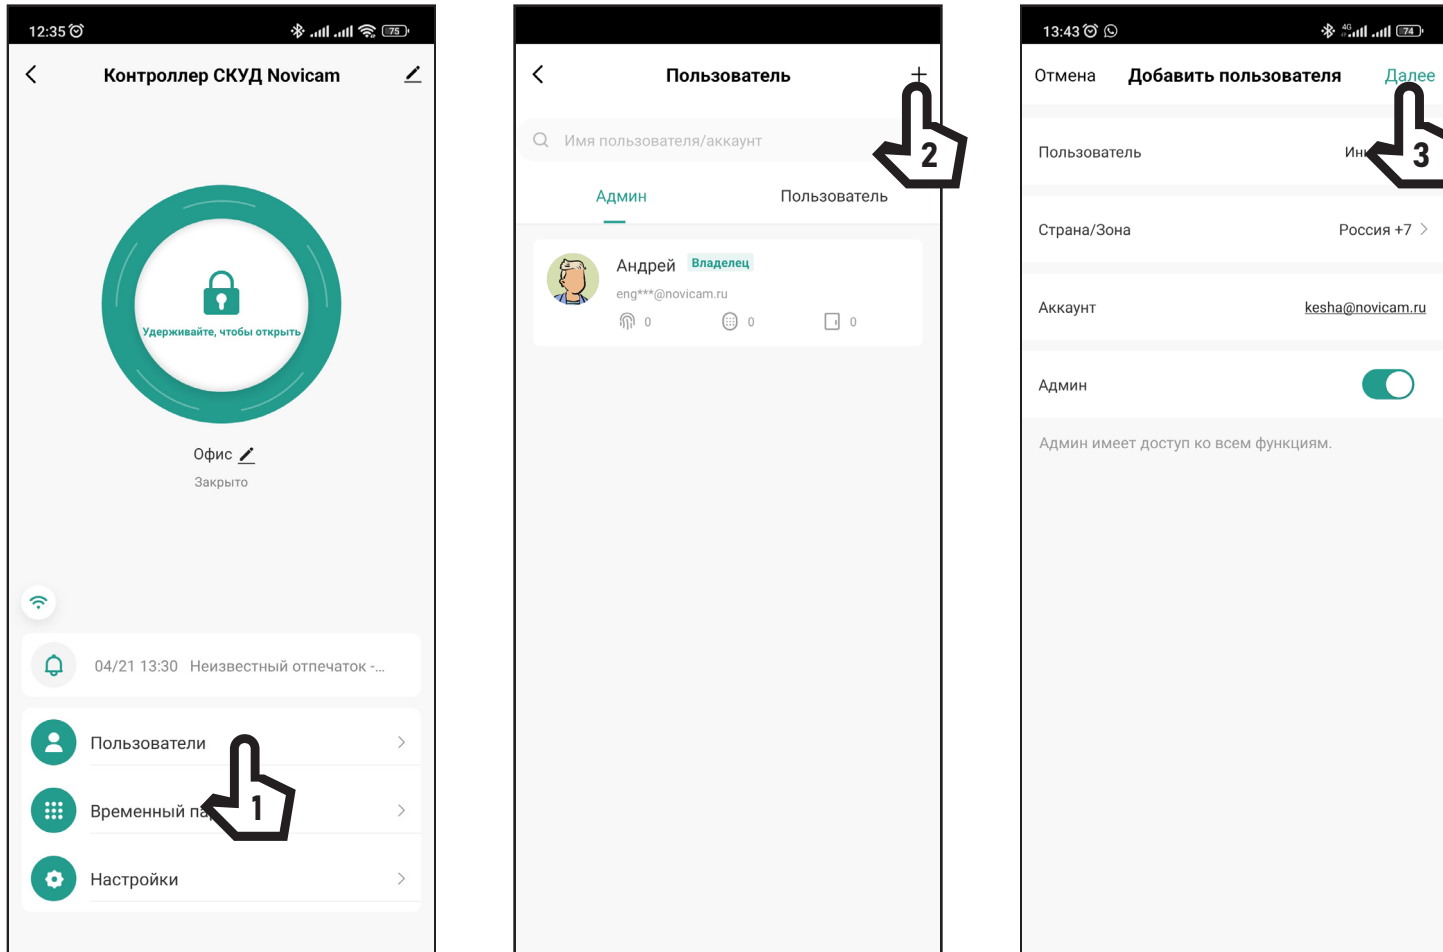 12:35
75
Контроллер СКУД Novicam
Удерживайте, чтобы открыть
Офис
Закрыто
04/21 13:30 Неизвестный отпечаток -...
Пользователи
Временный
1
Настройки
Пользователь
Имя пользователя/аккаунт
2
Админ Пользователь
Андрей Владелец
eng***@novicam.ru
0 0 0
13:43
4G
74
Отмена Добавить пользователя Далее
Пользователь
3
Страна/Зона Россия +7
Аккаунт kesha@novicam.ru
Админ
Админ имеет доступ ко всем функциям.